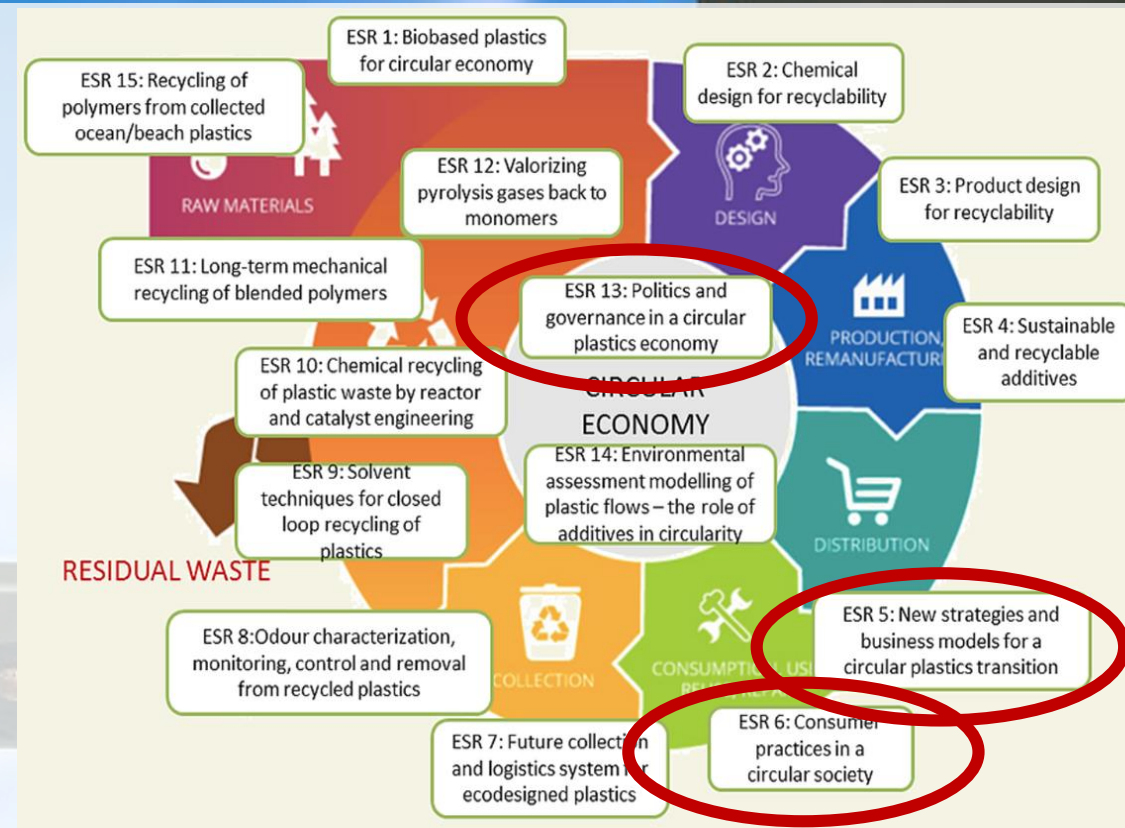 ESR 1: Biobased plastics
for circular economy
ESR 15: Recycling of
polymers from collected
ocean/beach plastics
ESR 2: Chemical
design for recyclability
RAW MATERIALS
ESR 12: Valorizing
pyrolysis gases back to
monomers
DESIGN
ESR 3: Product design
for recyclability
ESR 11: Long-term mechanical
recycling of blended polymers
ESR 13: Politics and
governance in a circular
plastics economy
PRODUCTION,
ESR 4: Sustainable
and recyclable
additives
ESR 10: Chemical recycling
of plastic waste by reactor
and catalyst engineering
CIRCULAR
ECONOMY
ESR 14: Environmental
assessment modelling of
plastic flows – the role of
additives in circularity
ESR 9: Solvent
techniques for closed
loop recycling of
plastics
DISTRIBUTION
RESIDUAL WASTE
ESR 5: New strategies and
business models for a
circular plastics transition
ESR 8:Odour characterization,
monitoring, control and removal
from recycled plastics
COLLECTION
CONSUMPTION,
ESR 6: Consumer
practices in a
circular society
ESR 7: Future collection
and logistics system for
ecodesigned plastics